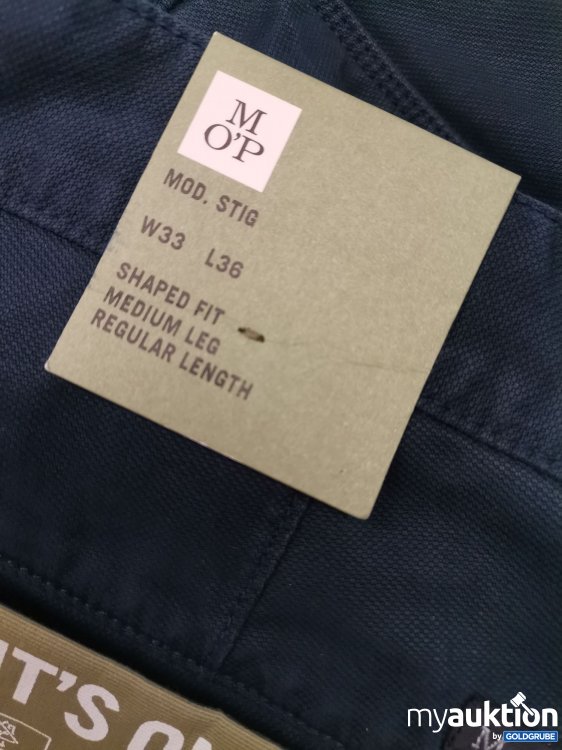 M
O'P
MOD. STIG
W33 L36
SHAPED FIT
MEDIUM LEG
REGULAR LENGTH
myauktion
by GOLDGRUBE